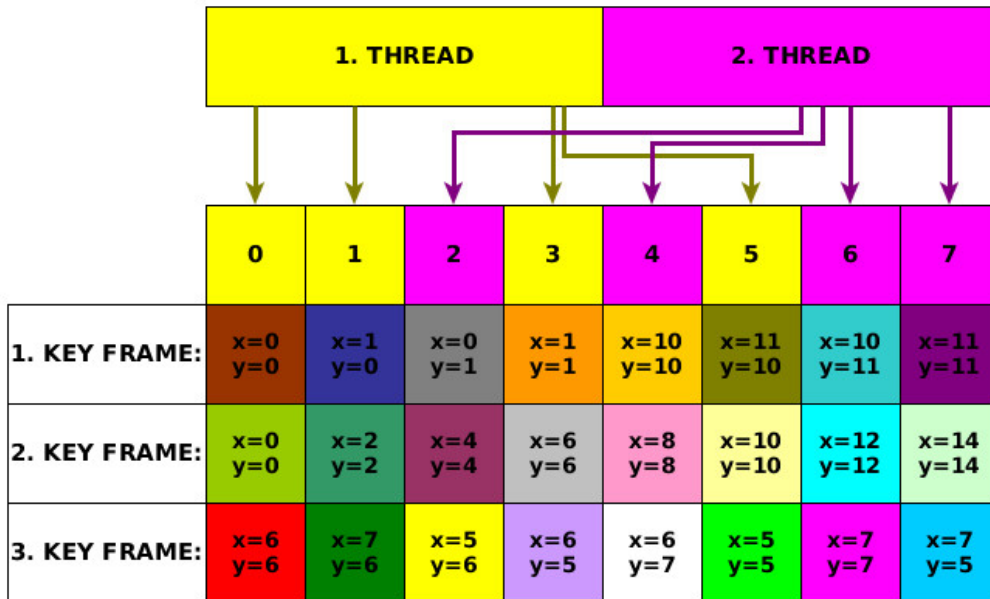 1. THREAD 2. THREAD
0 1 2 3 4 5 6 7
1. KEY FRAME: x=0 x=1 x=0 x=1 x=10 x=11 x=10 x=11
y=0 y=0 y=1 y=1 y=10 y=10 y=11 y=11
2. KEY FRAME: x=0 x=2 x=4 x=6 x=8 x=10 x=12 x=14
y=0 y=2 y=4 y=6 y=8 y=10 y=12 y=14
3. KEY FRAME: x=6 x=7 x=5 x=6 x=6 x=5 x=7 x=7
y=6 y=6 y=6 y=5 y=7 y=5 y=7 y=5